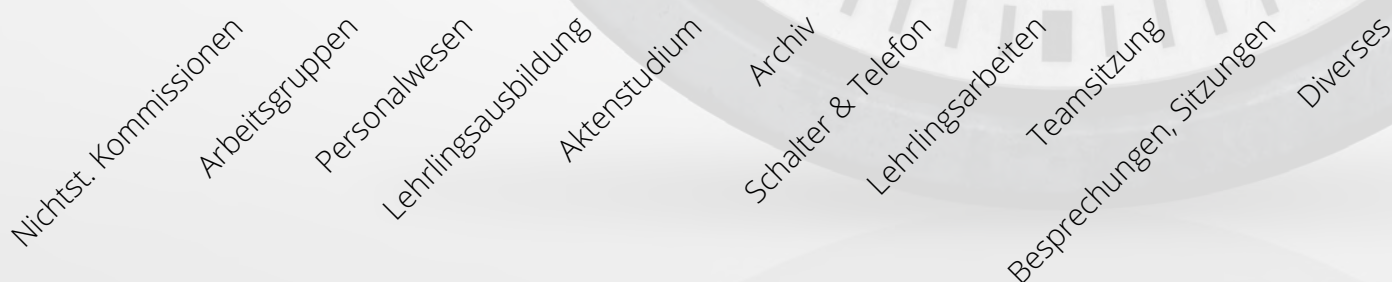 Nichtst. Kommissionen
Arbeitsgruppen
Personalwesen
Lehrlingsausbildung
Aktenstudium
Archiv
Schalter & Telefon
Lehrlingsarbeiten
Teamsitzung
Besprechungen, Sitzungen
Diverses